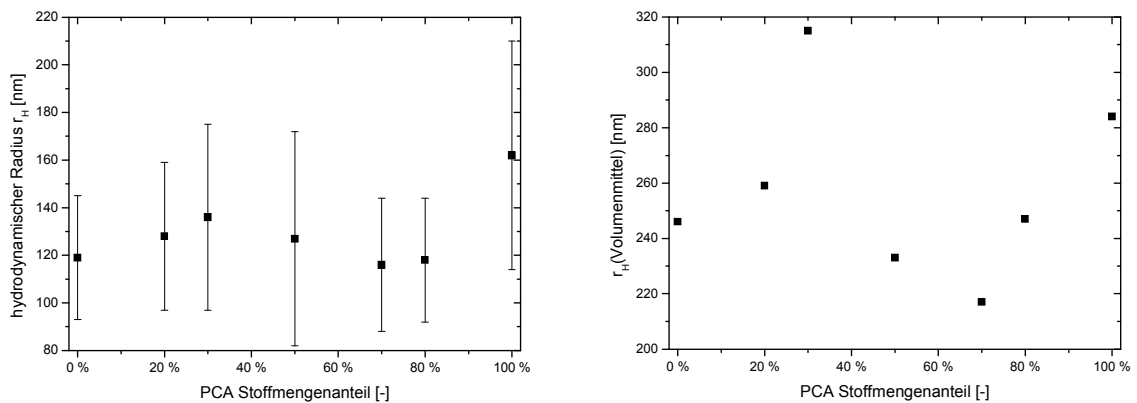 hydrodynamischer Radius r_H [nm]
220
200
180
160
140
120
100
80
0 % 20 % 40 % 60 % 80 % 100 %
PCA Stoffmengenanteil [-]
r_H(Volumenmittel) [nm]
320
300
280
260
240
220
200
0 % 20 % 40 % 60 % 80 % 100 %
PCA Stoffmengenanteil [-]